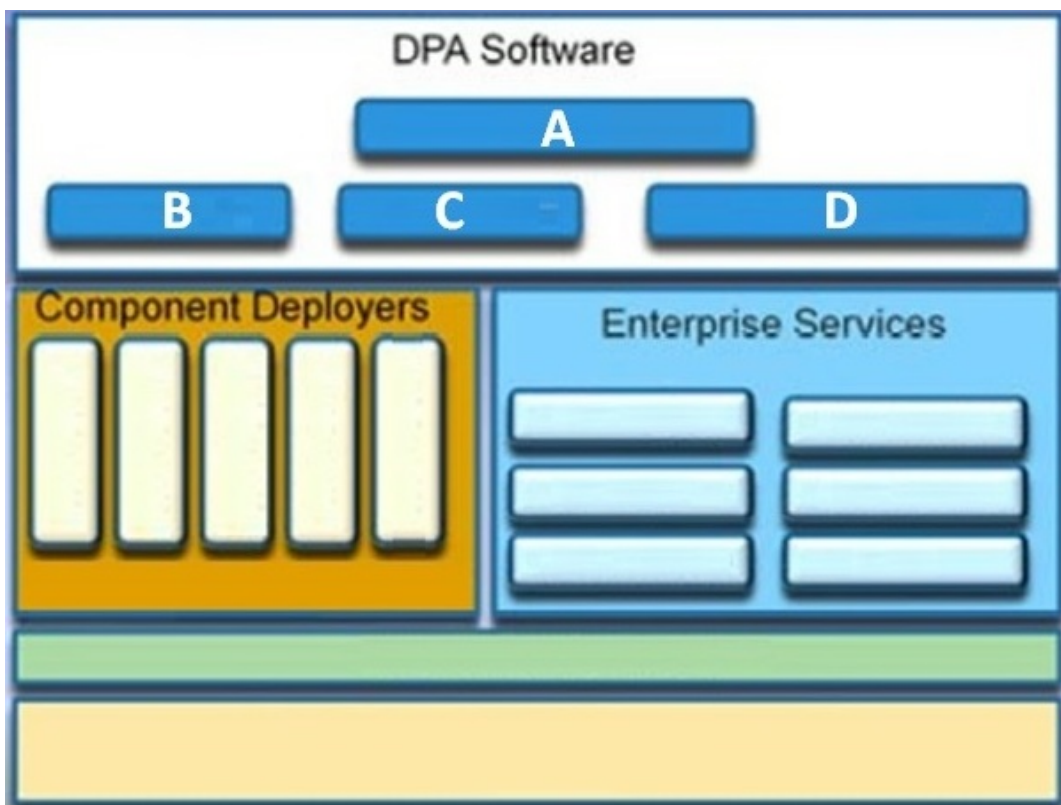 DPA Software
A
B C D
Component Deployers
Enterprise Services